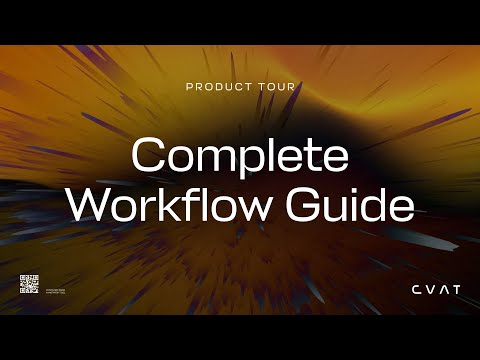 PRODUCT TOUR
Complete
Workflow Guide
CVAT